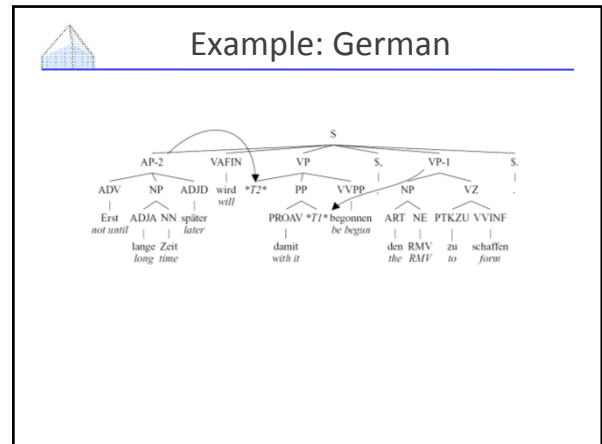 Example: German
S
AP-2 VAFIN VP $, VP-1 $.
ADV NP ADJD wird *T2* PP VVPP , NP VZ .
will
Erst ADJA NN später PROAV *T1* begonnen ART NE PTKZU VVINF
not until later be begun
lange Zeit damit den RMV zu schaffen
long time with it the RMV to form